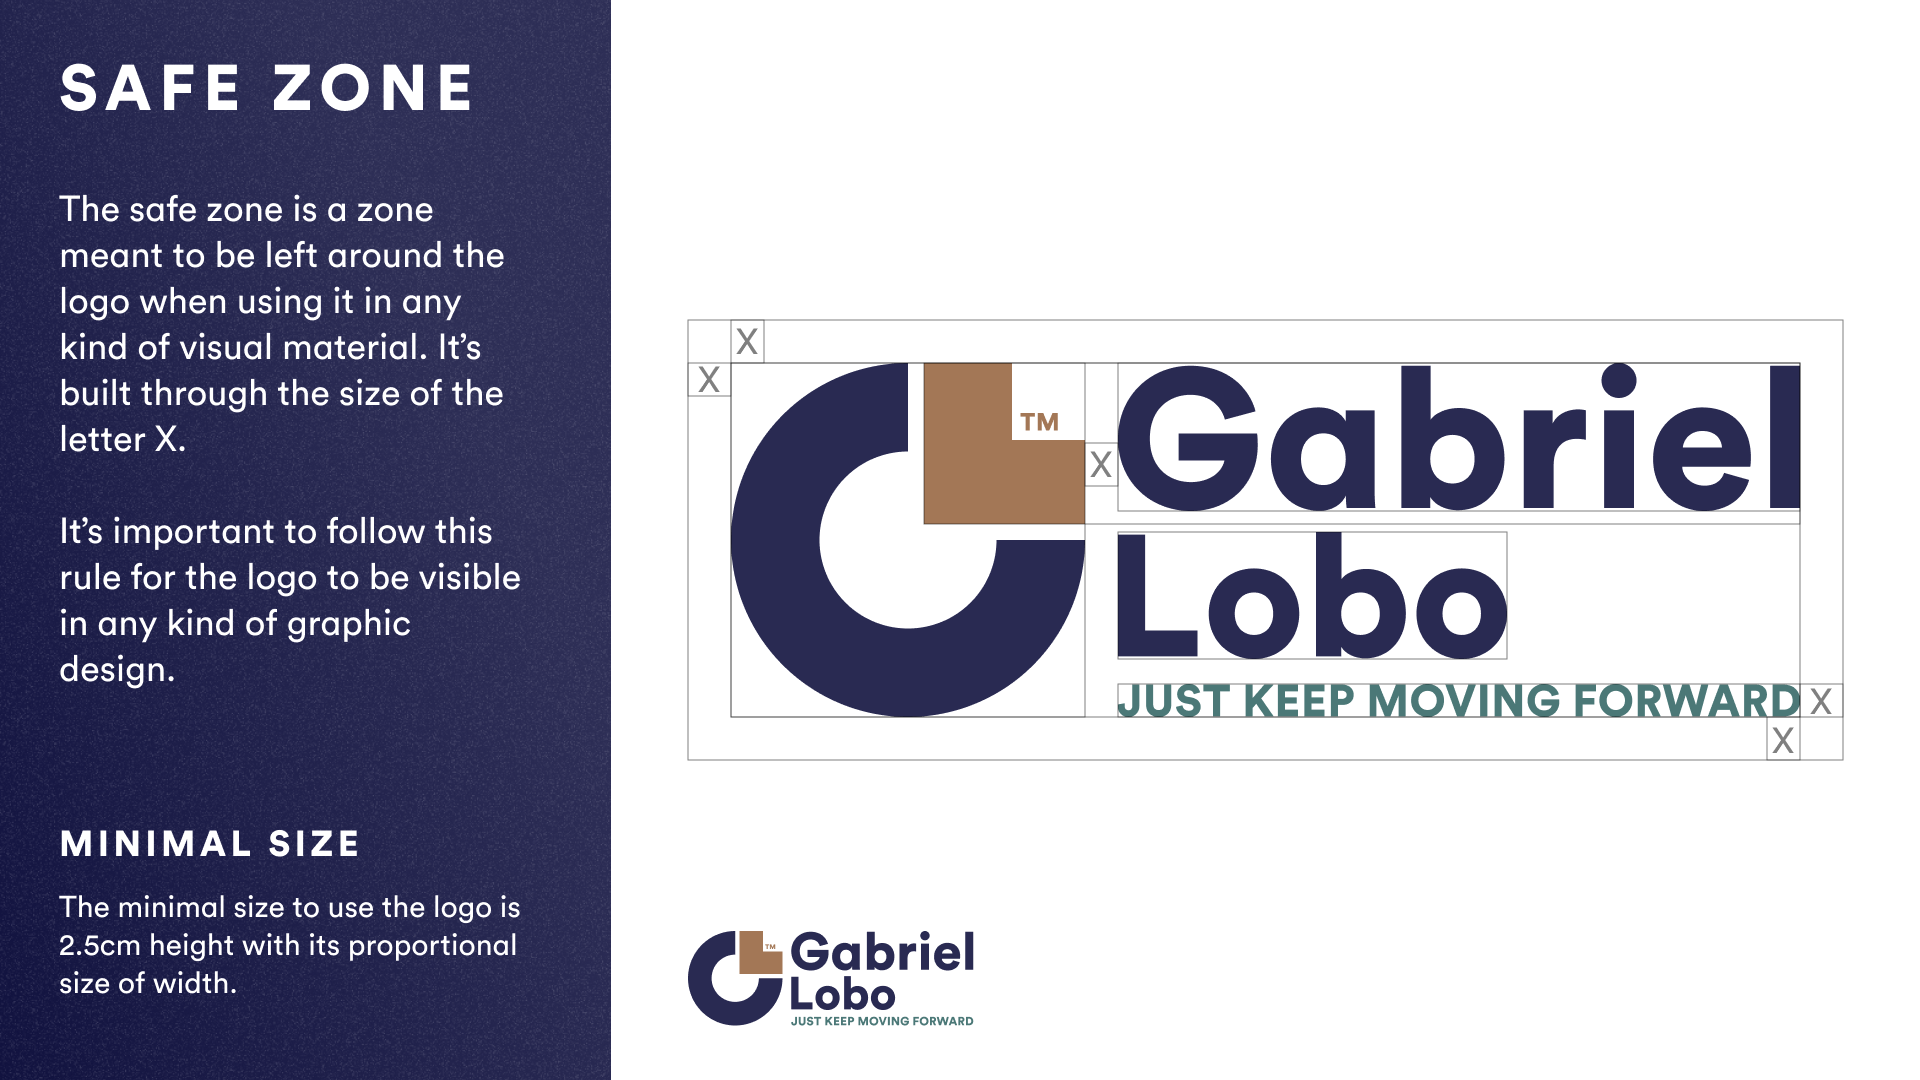 SAFE ZONE
The safe zone is a zone
meant to be left around the
logo when using it in any
kind of visual material. It’s
built through the size of the
letter X.
It’s important to follow this
rule for the logo to be visible
in any kind of graphic
design.
MINIMAL SIZE
The minimal size to use the logo is
2.5cm height with its proportional
size of width.
X
X
TM
X
Gabriel
Lobo
JUST KEEP MOVING FORWARD
X
X
TM
Gabriel
Lobo
JUST KEEP MOVING FORWARD